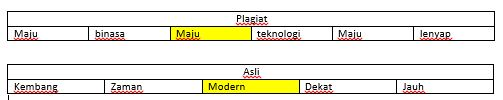 Plagiat
Maju binasa Maju teknologi Maju lenyap
Asli
Kembang Zaman Modern Dekat Jauh